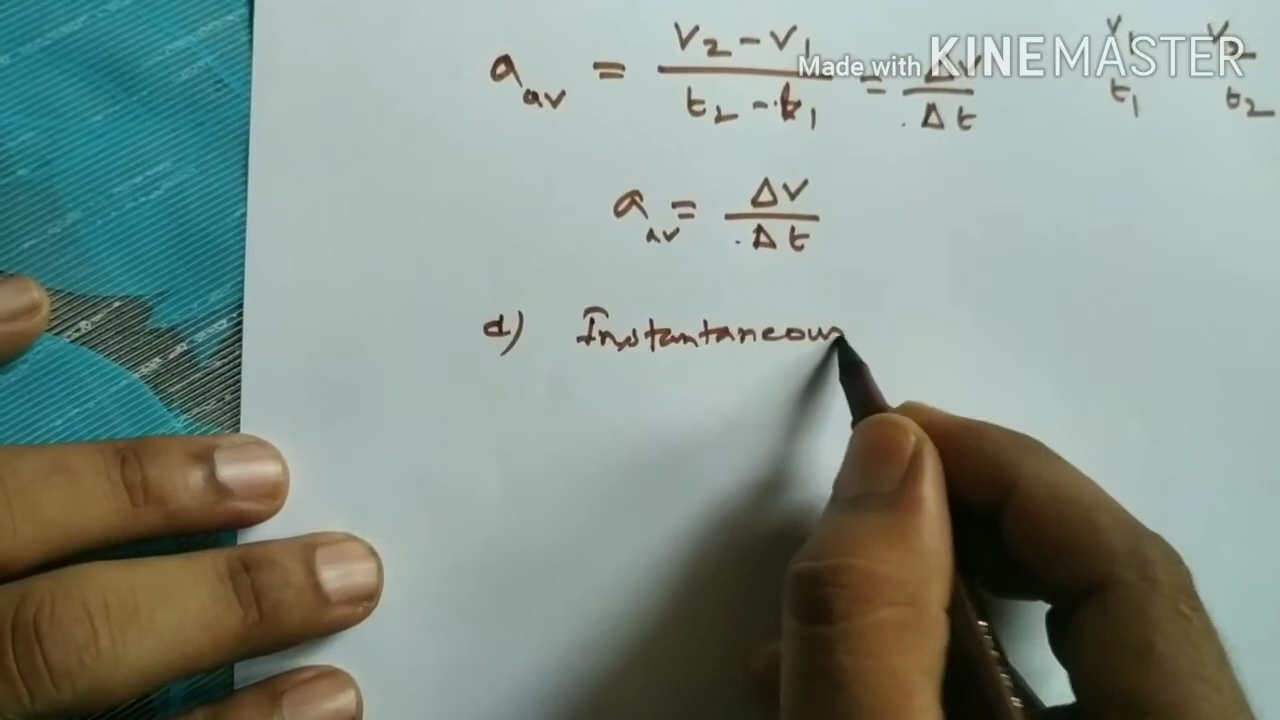 a_av = (v2 - v1) / (t2 - t1) = Δv / Δt   v1   v2
t1   t2
Made with KINEMASTER
a_av = Δv / Δt
d) Instantaneous